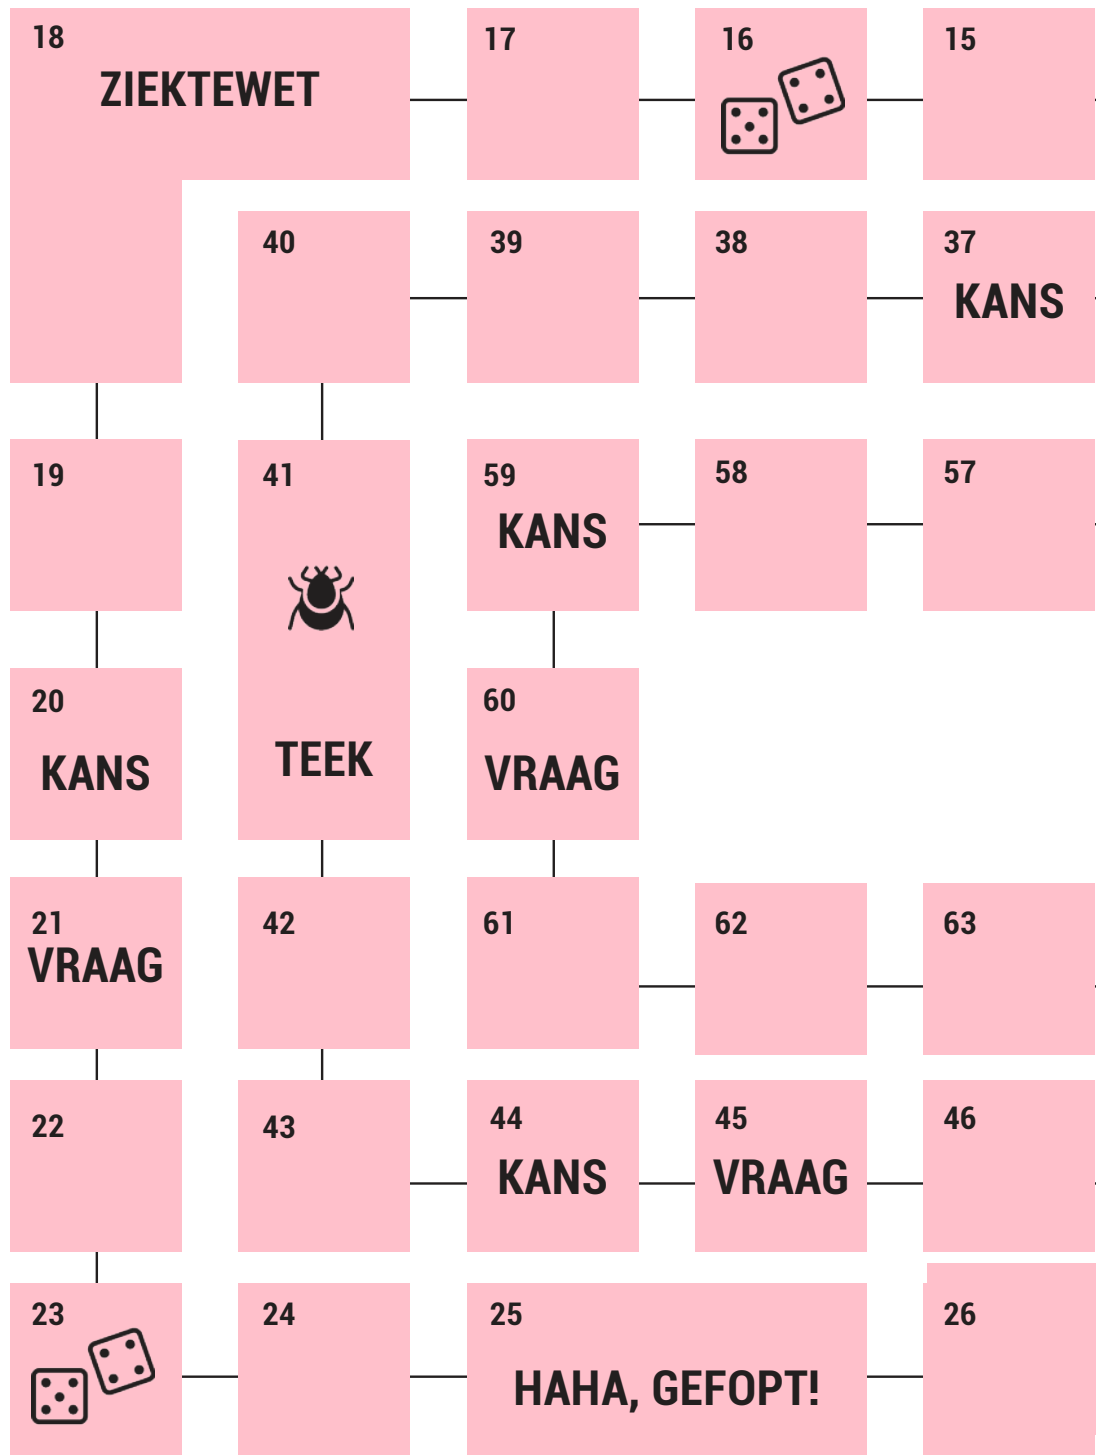 18
ZIEKTEWET
17
16
15
40
39
38
37
KANS
19
41
59
KANS
58
57
20
KANS
TEEK
60
VRAAG
21
VRAAG
42
61
62
63
22
43
44
KANS
45
VRAAG
46
23
24
25
HAHA, GEFOPT!
26